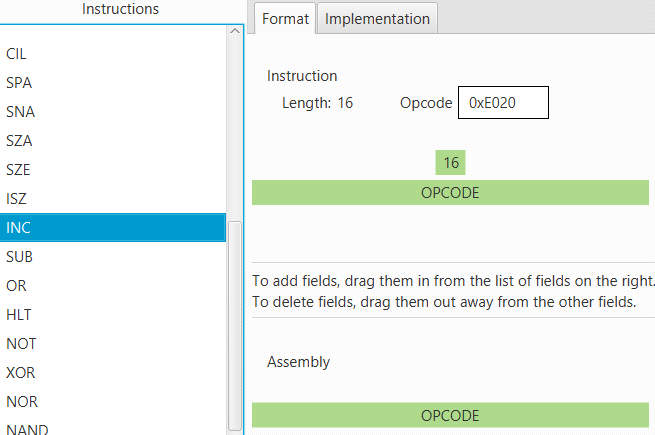 Instructions
CIL
SPA
SNA
SZA
SZE
ISZ
INC
SUB
OR
HLT
NOT
XOR
NOR
NAND
Format Implementation
Instruction
Length: 16 Opcode 0xE020
16
OPCODE
To add fields, drag them in from the list of fields on the right.
To delete fields, drag them out away from the other fields.
Assembly
OPCODE